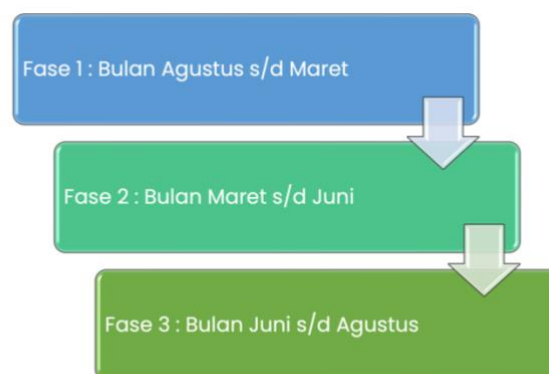 Fase 1 : Bulan Agustus s/d Maret
Fase 2 : Bulan Maret s/d Juni
Fase 3 : Bulan Juni s/d Agustus